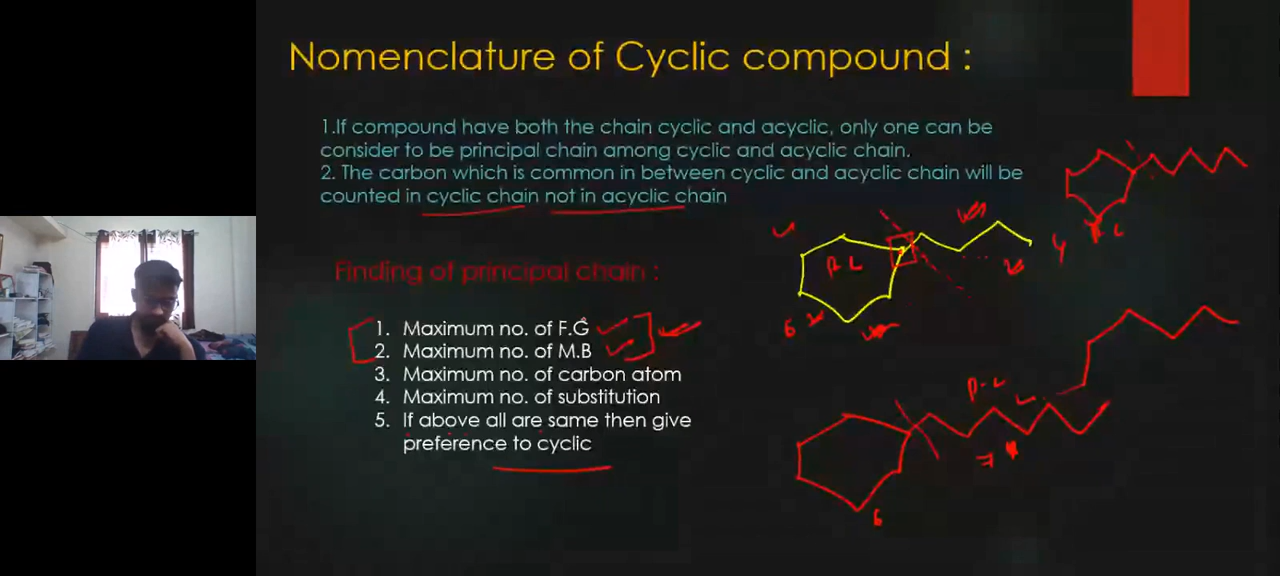 Nomenclature of Cyclic compound :
1.If compound have both the chain cyclic and acyclic, only one can be
consider to be principal chain among cyclic and acyclic chain.
2. The carbon which is common in between cyclic and acyclic chain will be
counted in cyclic chain not in acyclic chain
Finding of principal chain :
1. Maximum no. of F.G
2. Maximum no. of M.B
3. Maximum no. of carbon atom
4. Maximum no. of substitution
5. If above all are same then give
preference to cyclic
4
6
7
6